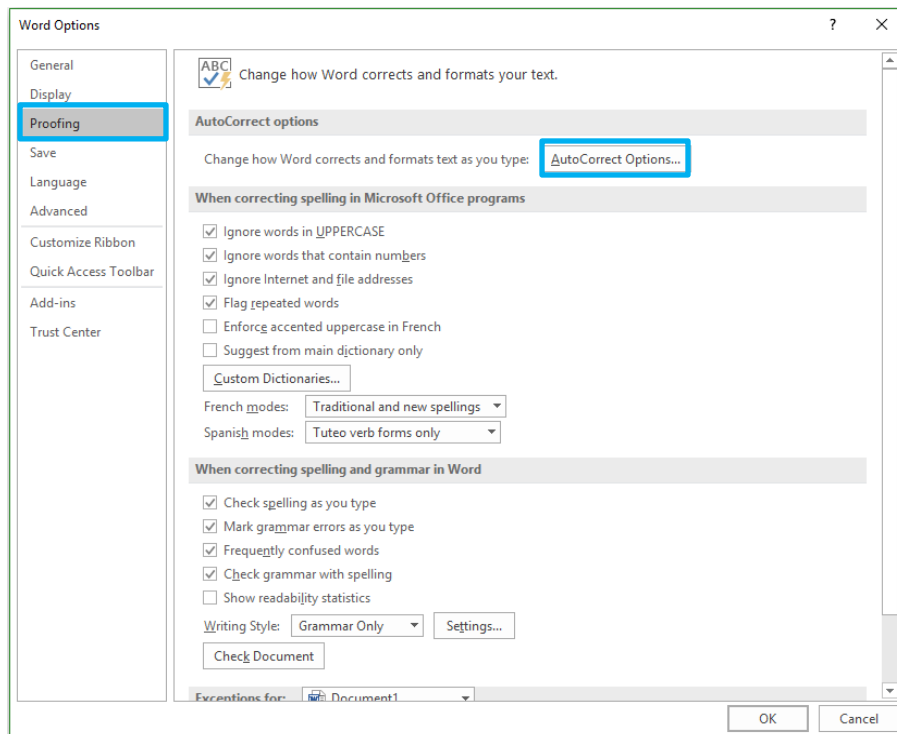 Word Options ? ×
General
Display
Proofing
Save
Language
Advanced
Customize Ribbon
Quick Access Toolbar
Add-ins
Trust Center
ABC Change how Word corrects and formats your text.
AutoCorrect options
Change how Word corrects and formats text as you type: AutoCorrect Options...
When correcting spelling in Microsoft Office programs
Ignore words in UPPERCASE
Ignore words that contain numbers
Ignore Internet and file addresses
Flag repeated words
Enforce accented uppercase in French
Suggest from main dictionary only
Custom Dictionaries...
French modes: Traditional and new spellings
Spanish modes: Tuteo verb forms only
When correcting spelling and grammar in Word
Check spelling as you type
Mark grammar errors as you type
Frequently confused words
Check grammar with spelling
Show readability statistics
Writing Style: Grammar Only Settings...
Check Document
Exceptions for: Document1
OK Cancel